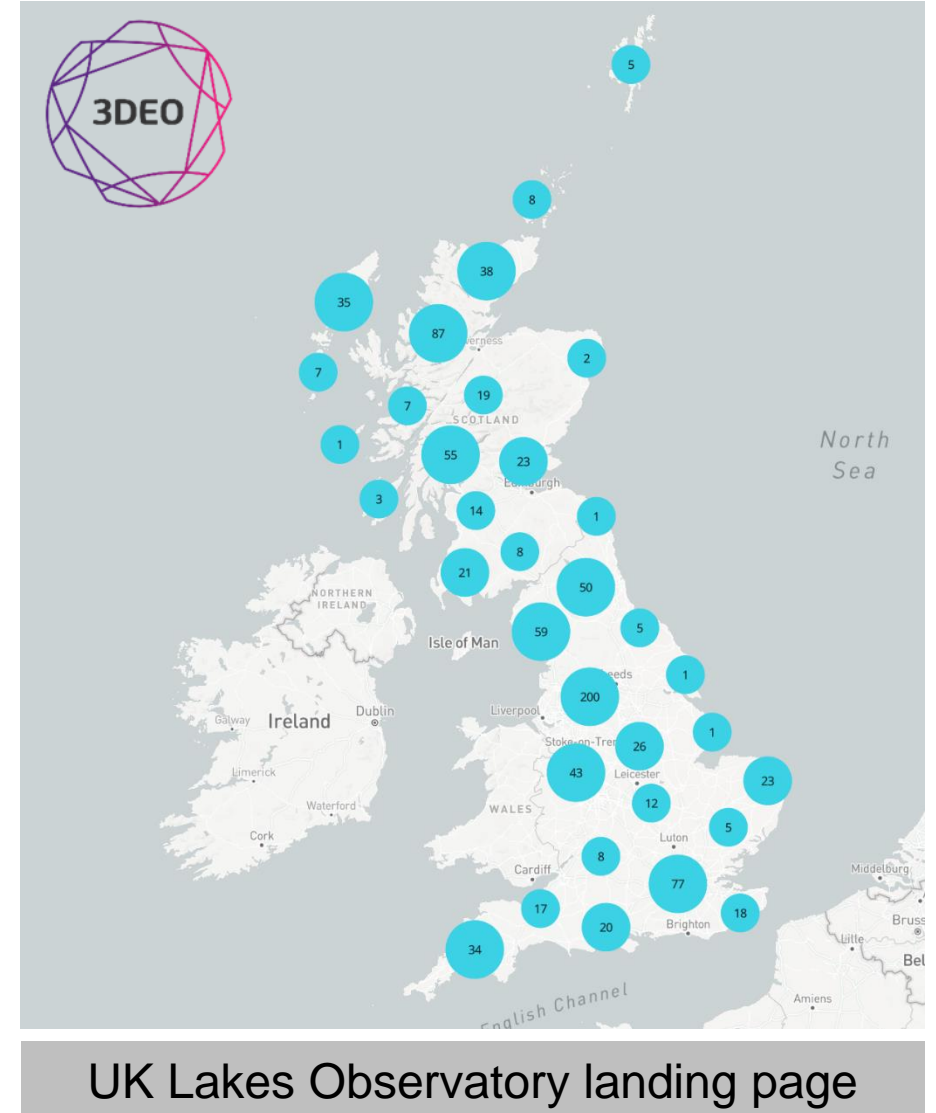 3DEO
5
8
38
35
87
erness
2
7
19
7
SCOTLAND
North
Sea
1
55
23
Edinburgh
3
14
1
8
21
50
NORTHERN
IRELAND
59
5
Isle of Man
1
eeds
200
Dublin
Liverpool
Galway
Ireland
1
Stoke-on-Tre
26
43
Leicester
23
Limerick
12
WALES
Waterford
5
Cork
Luton
8
Cardiff
77
Middelburg
17
18
Bruss
20
Brighton
Lille
34
Bel
English Channel
Amiens
UK Lakes Observatory landing page